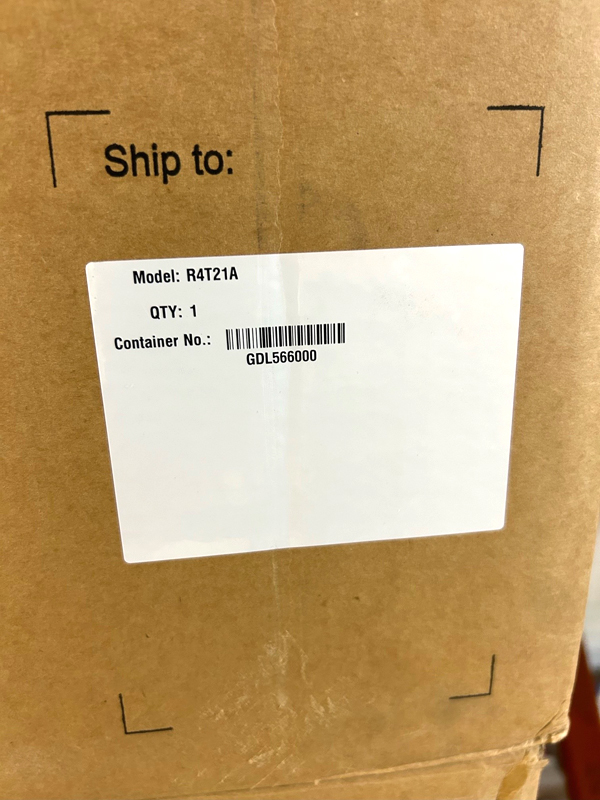 Ship to:
Model: R4T21A
QTY: 1
Container No.:
GDL566000